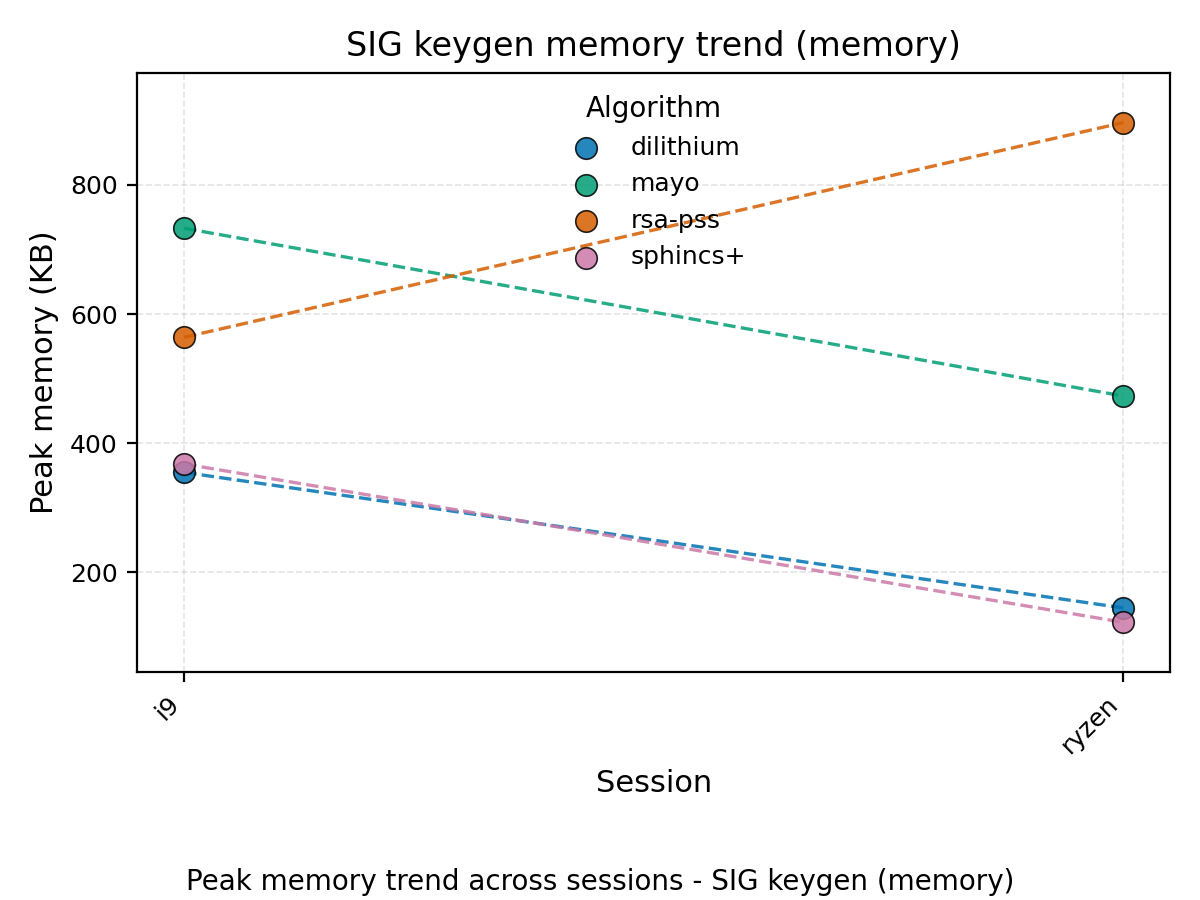 SIG keygen memory trend (memory)
Algorithm
dilithium
mayo
rsa-pss
sphincs+
Peak memory (KB)
800
600
400
200
i9
ryzen
Session
Peak memory trend across sessions - SIG keygen (memory)